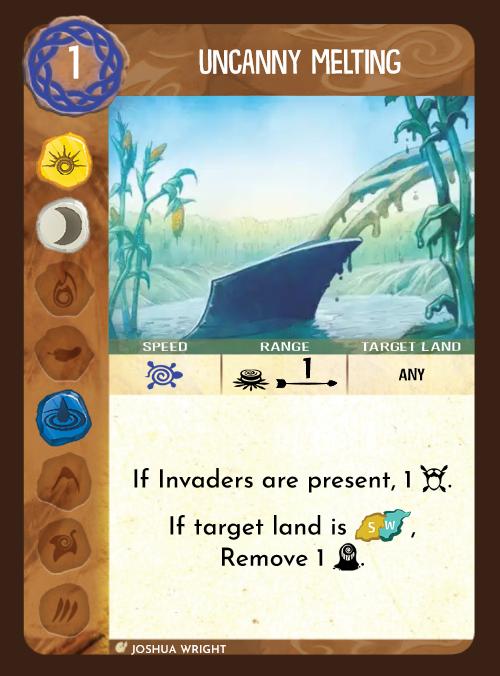 1
UNCANNY MELTING
SPEED RANGE TARGET LAND
1 ANY
If Invaders are present, 1 .
If target land is S W ,
Remove 1 .
JOSHUA WRIGHT